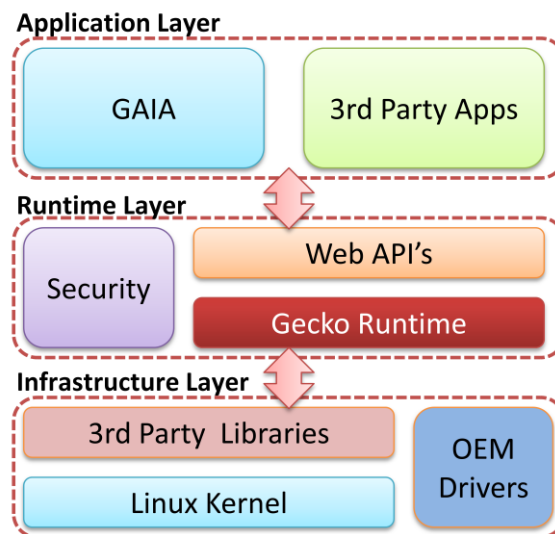 Application Layer
GAIA
3rd Party Apps
Runtime Layer
Security
Web API's
Gecko Runtime
Infrastructure Layer
3rd Party Libraries
Linux Kernel
OEM
Drivers